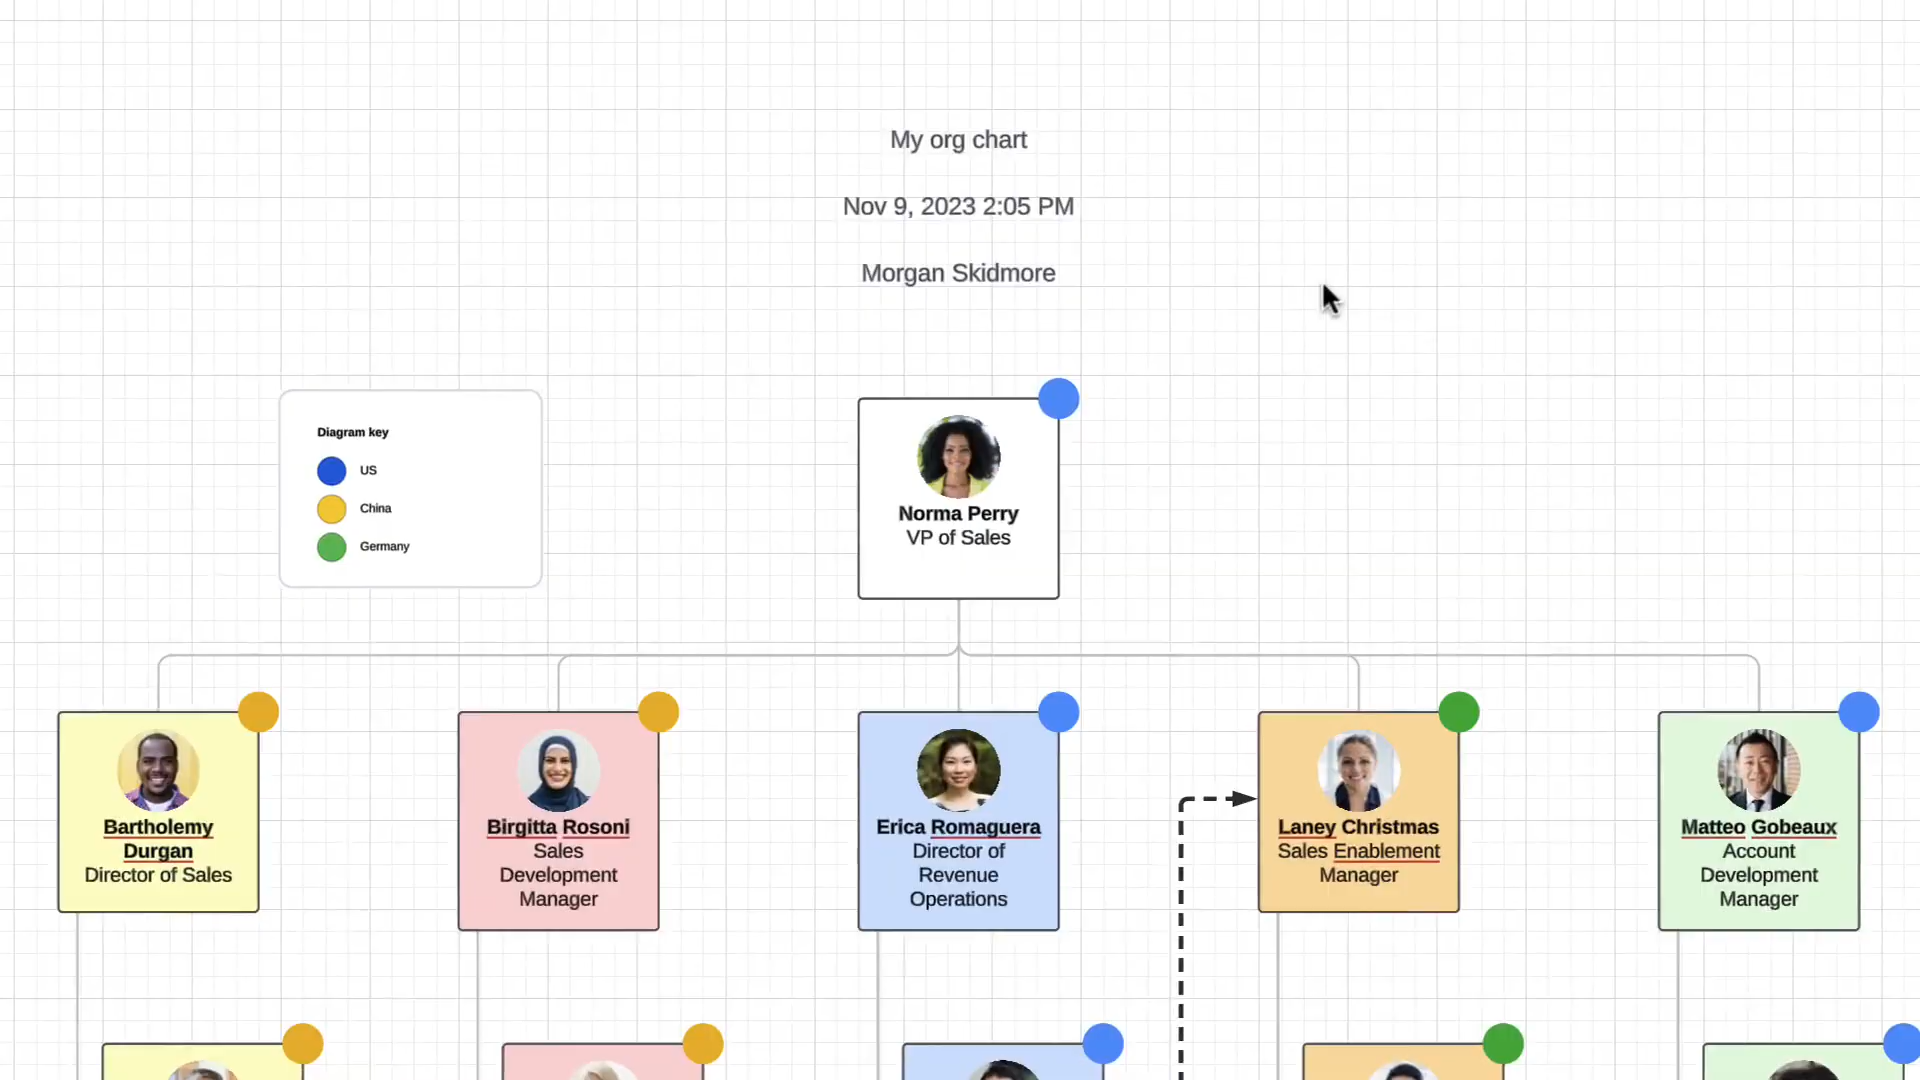 My org chart
Nov 9, 2023 2:05 PM
Morgan Skidmore
Diagram key
US
China
Germany
Norma Perry
VP of Sales
Bartholemy
Durgan
Director of Sales
Birgitta Rosoni
Sales
Development
Manager
Erica Romaguera
Director of
Revenue
Operations
Laney Christmas
Sales Enablement
Manager
Matteo Gobeaux
Account
Development
Manager